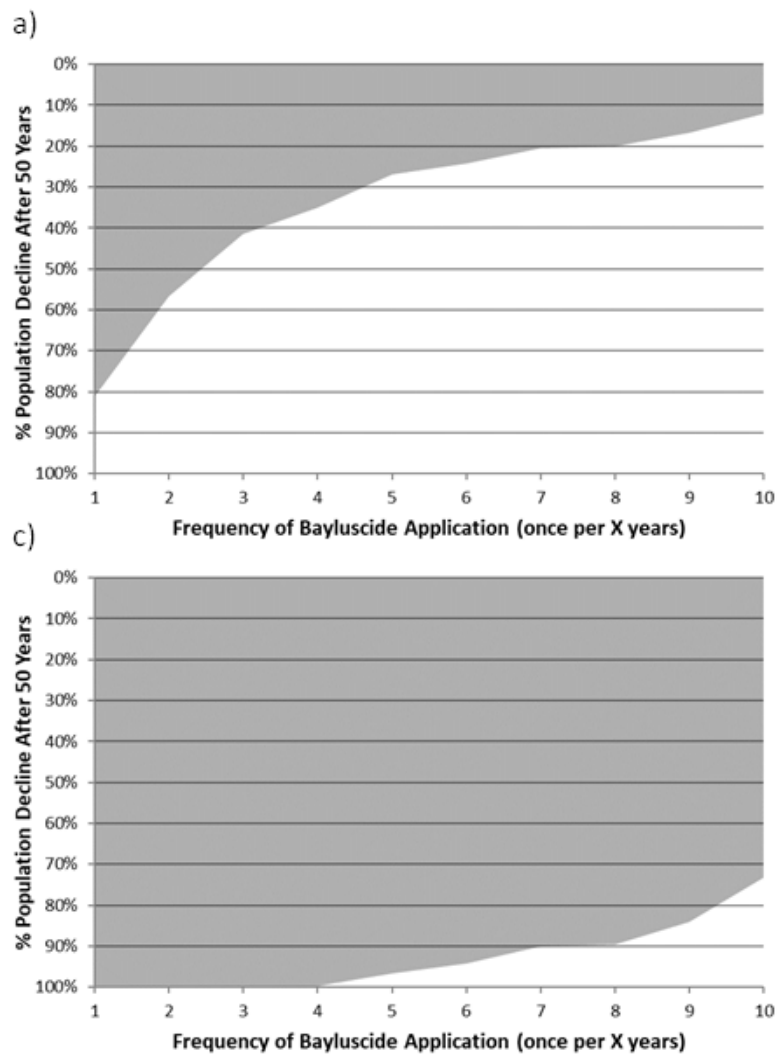 a)
% Population Decline After 50 Years
0%
10%
20%
30%
40%
50%
60%
70%
80%
90%
100%
1 2 3 4 5 6 7 8 9 10
Frequency of Bayluscide Application (once per X years)
c)
% Population Decline After 50 Years
0%
10%
20%
30%
40%
50%
60%
70%
80%
90%
100%
1 2 3 4 5 6 7 8 9 10
Frequency of Bayluscide Application (once per X years)